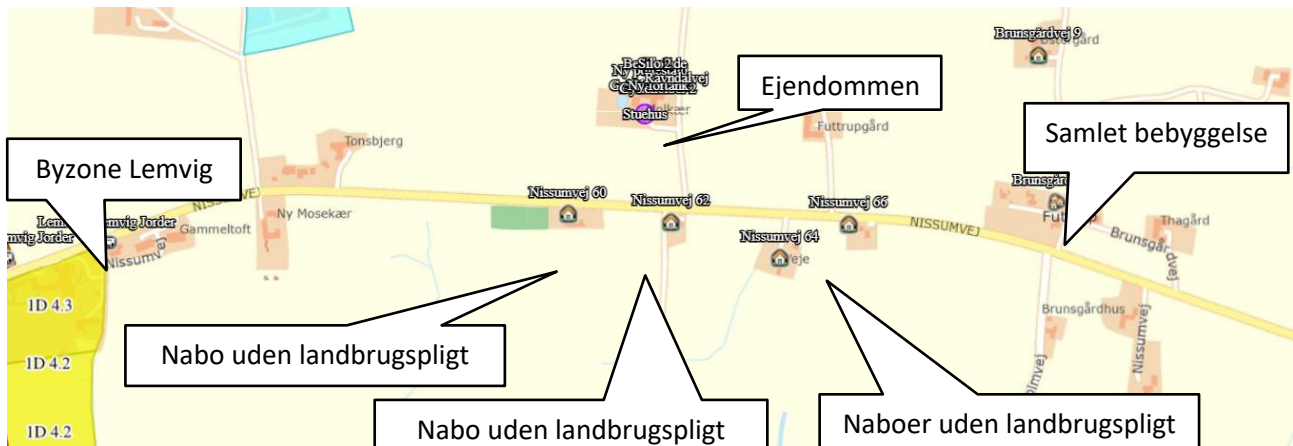 Brunsgårdvej 9
Østergård
Ravndalvej
Ejendommen
Stuehus
Futtrupgård
Samlet bebyggelse
Tonsbjerg
Byzone Lemvig
Nissumvej 60
Nissumvej 62
Nissumvej 66
NISSUMVEJ
NISSUMVEJ
Ny Mosekær
Gammeltoft
Thagård
Brunsgårdvej
Nissumvej 64
1D 4.3
Brunsgårdhus
Nissumvej
Nabo uden landbrugspligt
1D 4.2
Nabo uden landbrugspligt
Naboer uden landbrugspligt
1D 4.2